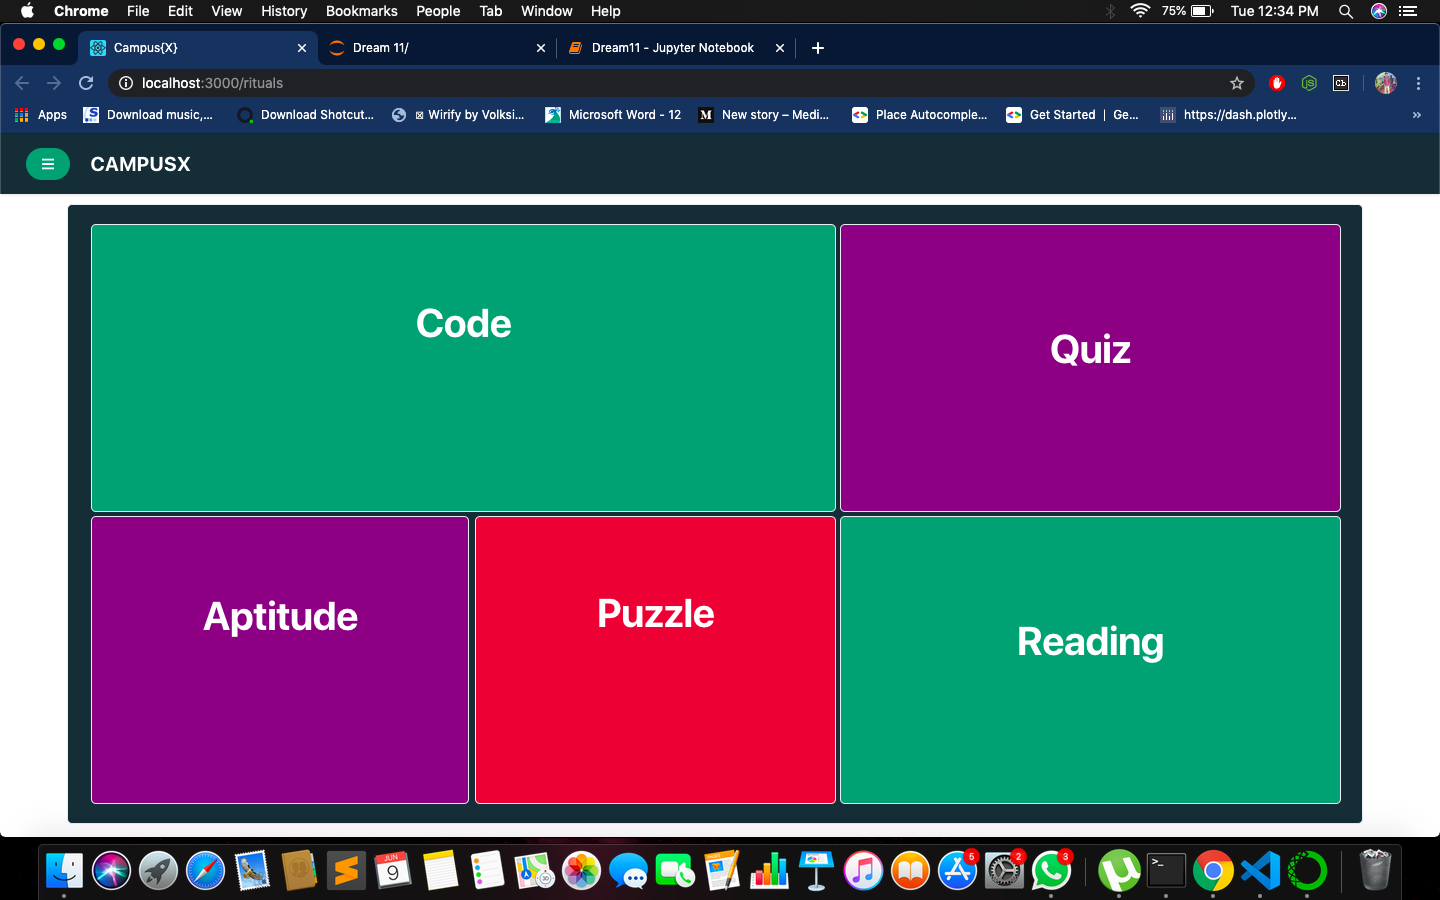 Chrome File Edit View History Bookmarks People Tab Window Help 75% Tue 12:34 PM
Campus{X} Dream 11/ Dream11 - Jupyter Notebook
localhost:3000/rituals
Apps Download music,... Download Shotcut... Wirify by Volksi... Microsoft Word - 12 New story – Medi... Place Autocomple... Get Started | Ge... https://dash.plotly... »
CAMPUSX
Code
Quiz
Aptitude
Puzzle
Reading
JUN
9
5
2
3